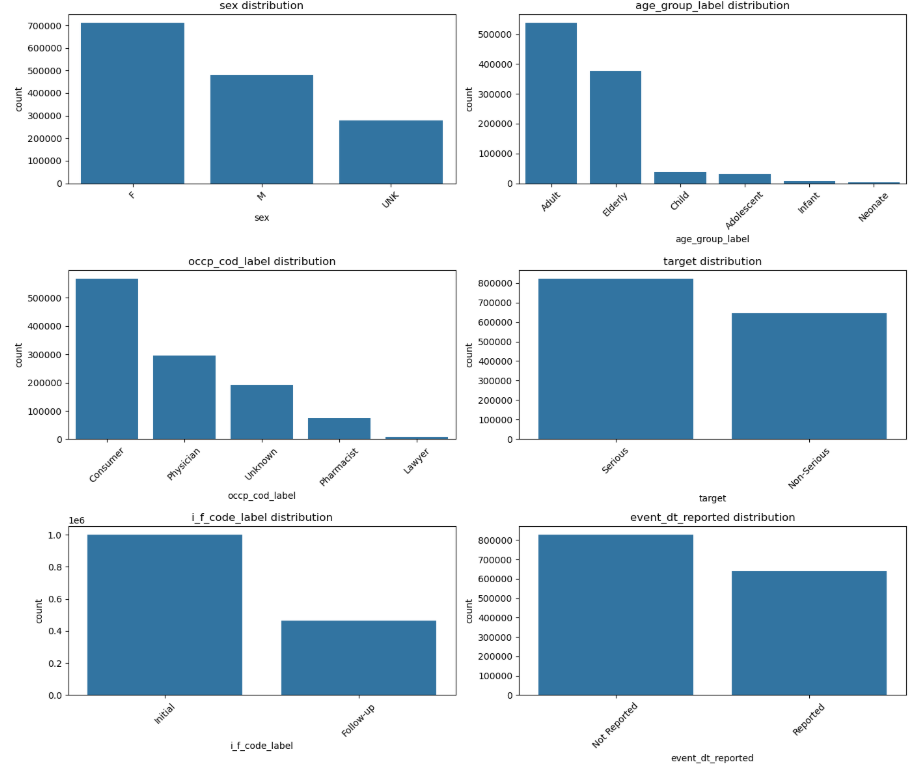 sex distribution
700000
600000
500000
400000
300000
200000
100000
0
count
F
M
UNK
sex
age_group_label distribution
500000
400000
300000
200000
100000
0
count
Adult
Elderly
Child
Adolescent
Infant
Neonate
age_group_label
occp_cod_label distribution
500000
400000
300000
200000
100000
0
count
Consumer
Physician
Unknown
Pharmacist
Lawyer
occp_cod_label
target distribution
800000
700000
600000
500000
400000
300000
200000
100000
0
count
Serious
Non-Serious
target
i_f_code_label distribution
1e6
1.0
0.8
0.6
0.4
0.2
0.0
count
Initial
Follow-up
i_f_code_label
event_dt_reported distribution
800000
700000
600000
500000
400000
300000
200000
100000
0
count
Not Reported
Reported
event_dt_reported